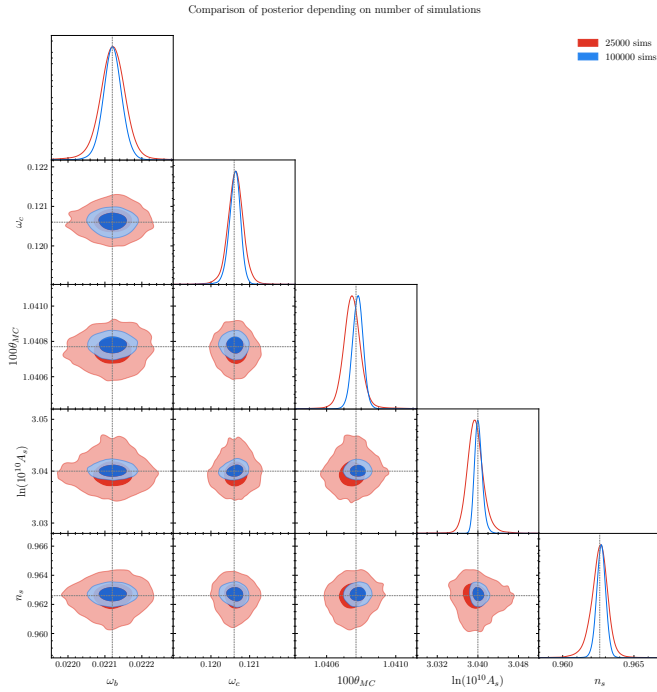 Comparison of posterior depending on number of simulations
25000 sims
100000 sims
0.122
0.121
0.120
ω_c
1.0410
1.0408
1.0406
100θ_MC
3.05
3.04
3.03
ln(10^10 A_s)
0.966
0.964
0.962
0.960
n_s
0.0220 0.0221 0.0222
0.120 0.121
1.0406 1.0410
3.032 3.040 3.048
0.960 0.965
ω_b
ω_c
100θ_MC
ln(10^10 A_s)
n_s